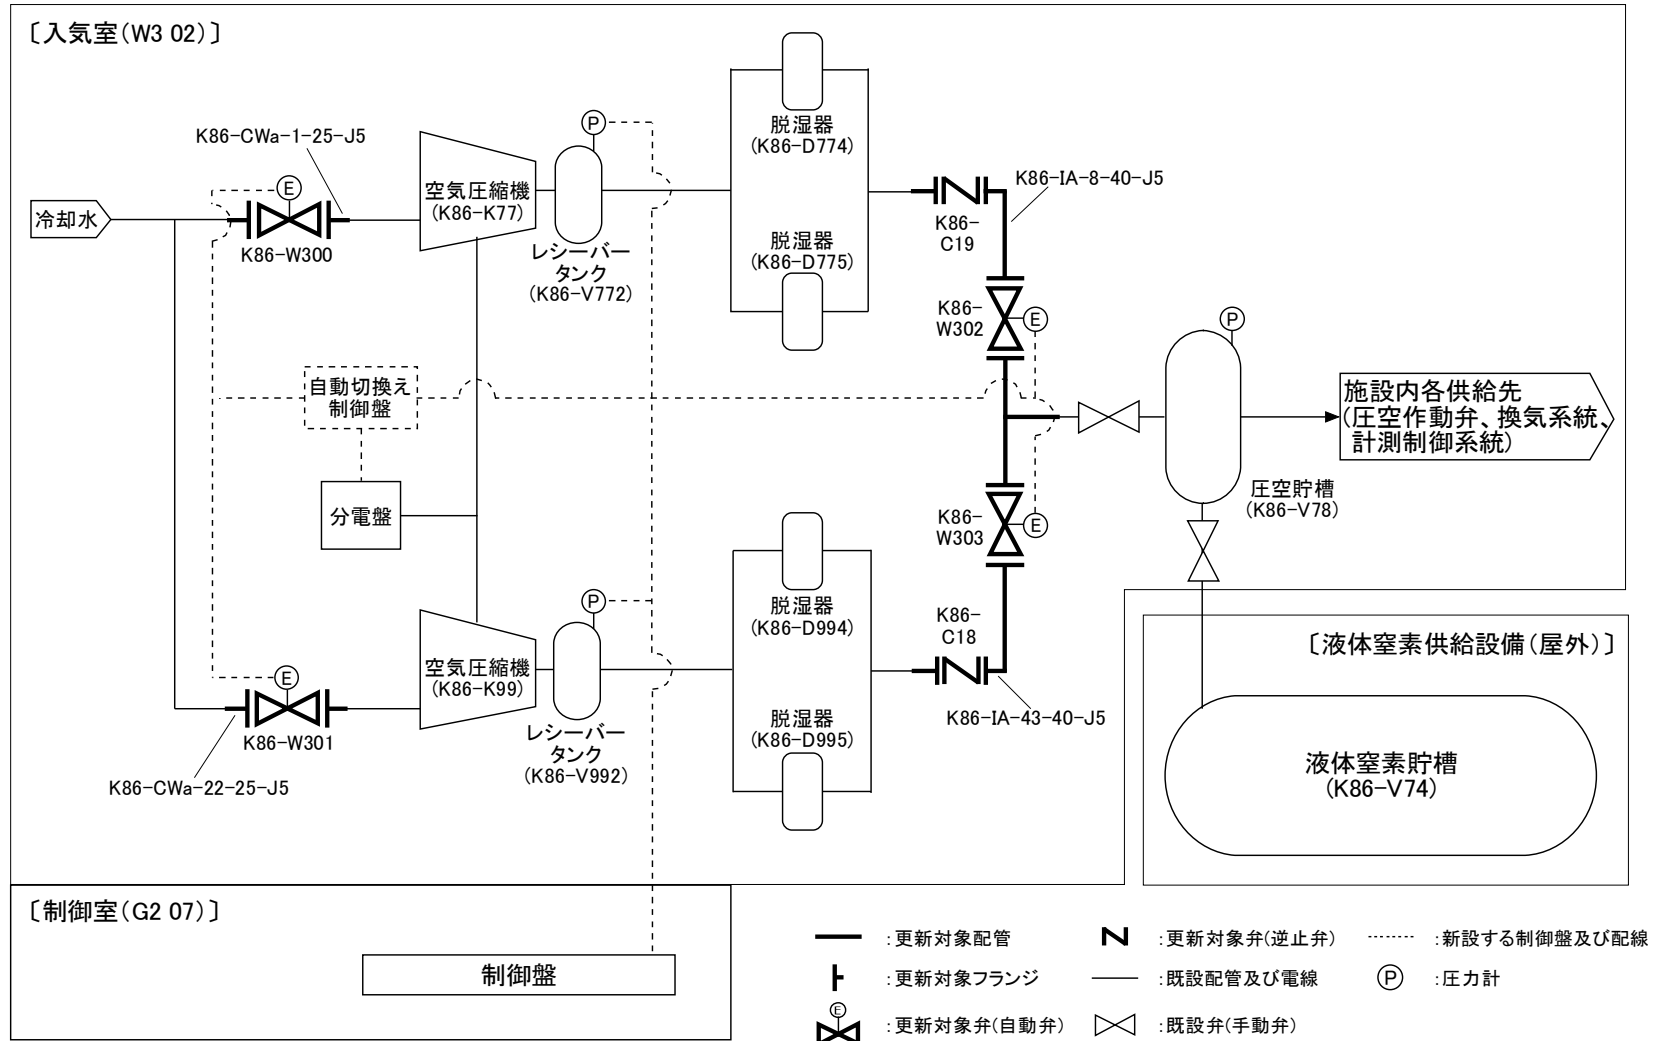 〔入気室(W3 02)〕
K86-CWa-1-25-J5
冷却水
E
K86-W300
空気圧縮機
(K86-K77)
P
レシーバー
タンク
(K86-V772)
脱湿器
(K86-D774)
脱湿器
(K86-D775)
K86-
C19
K86-IA-8-40-J5
K86-
W302
E
P
自動切換え
制御盤
分電盤
施設内各供給先
(圧空作動弁、換気系統、
計測制御系統)
圧空貯槽
(K86-V78)
K86-
W303
E
E
K86-W301
K86-CWa-22-25-J5
空気圧縮機
(K86-K99)
P
レシーバー
タンク
(K86-V992)
脱湿器
(K86-D994)
脱湿器
(K86-D995)
K86-
C18
K86-IA-43-40-J5
〔液体窒素供給設備(屋外)〕
液体窒素貯槽
(K86-V74)
〔制御室(G2 07)〕
制御盤
:更新対象配管
:更新対象弁(逆止弁)
:新設する制御盤及び配線
:更新対象フランジ
:既設配管及び電線
P
:圧力計
E
:更新対象弁(自動弁)
:既設弁(手動弁)